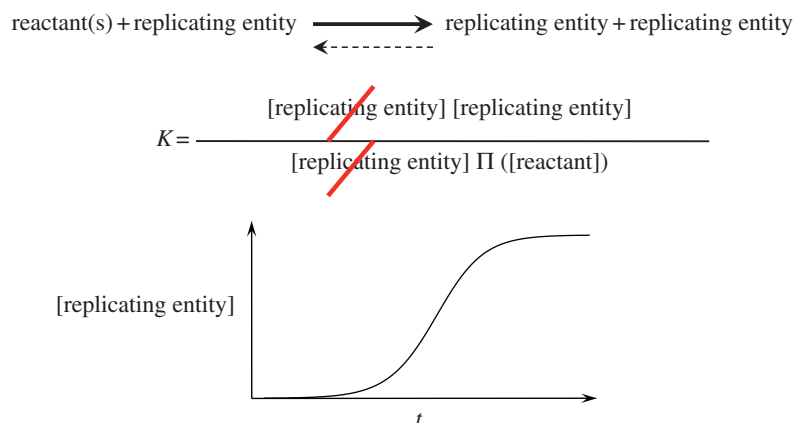 reactant(s) + replicating entity replicating entity + replicating entity
[replicating entity] [replicating entity]
K =
[replicating entity] Π ([reactant])
[replicating entity]
t